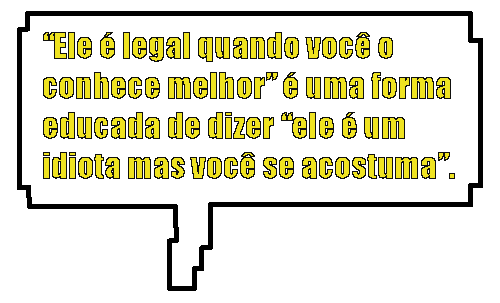 “Ele é legal quando você o
conhece melhor” é uma forma
educada de dizer “ele é um
idiota mas você se acostuma”.